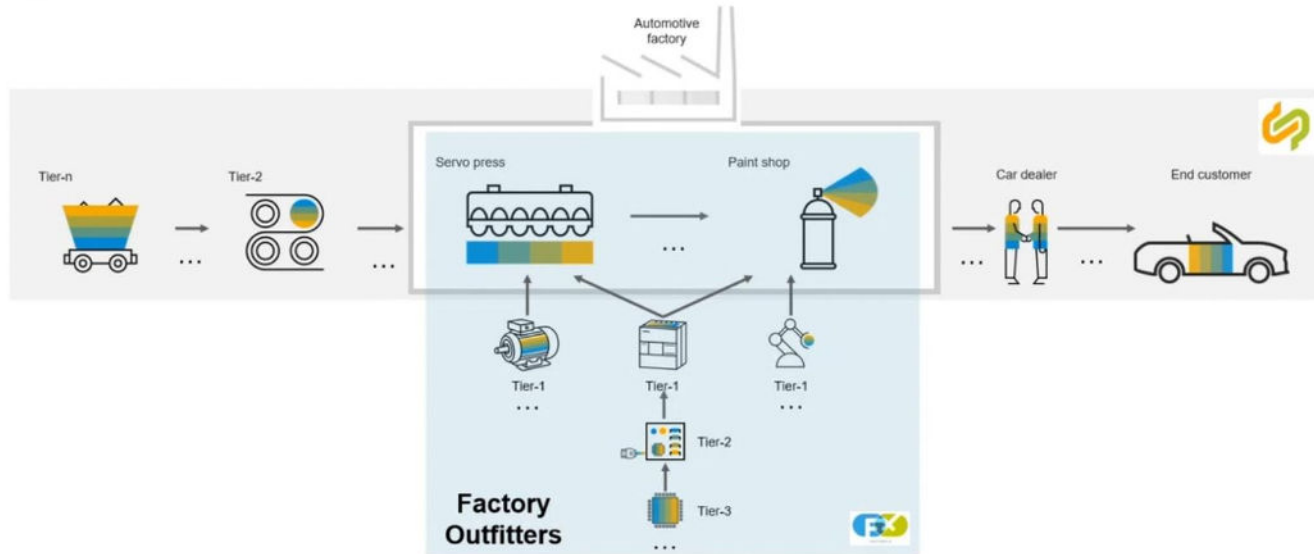 Automotive
factory
Servo press
Paint shop
Tier-n
Tier-2
Car dealer
End customer
...
...
...
...
...
Tier-1
Tier-1
Tier-1
...
...
Tier-2
Tier-3
Factory
Outfitters
...